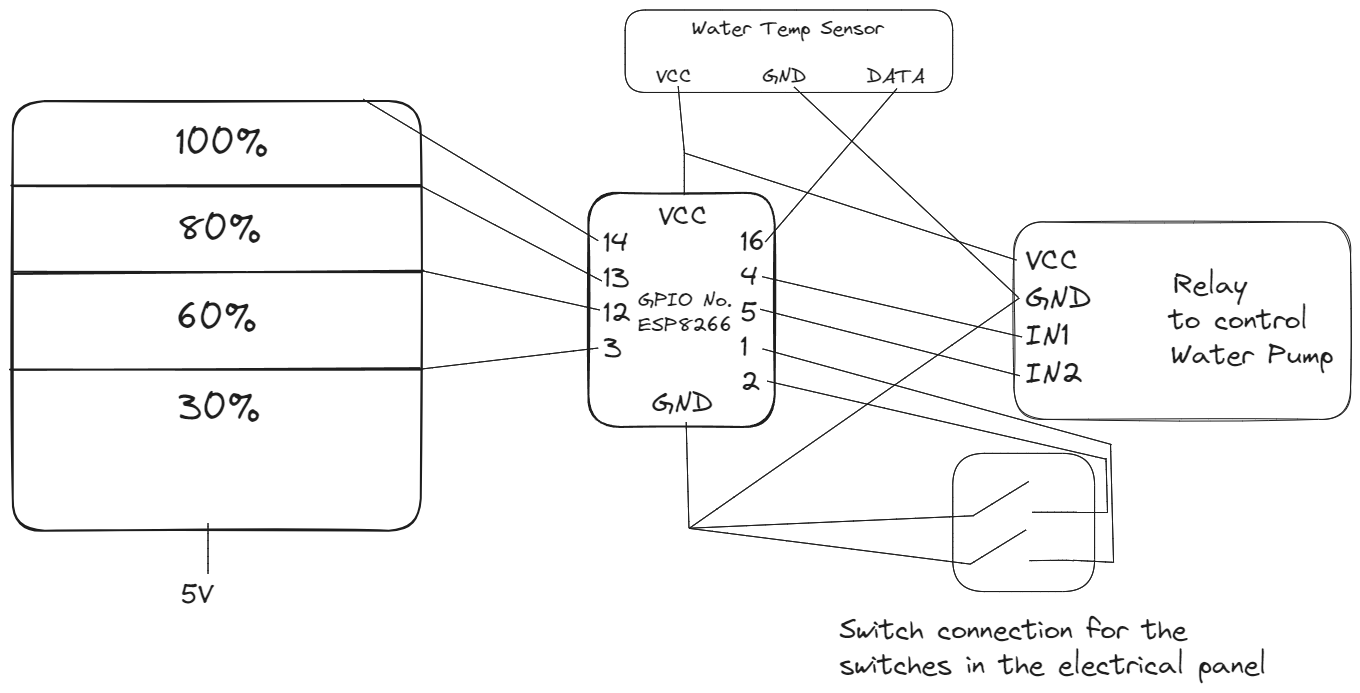 Water Temp Sensor
VCC GND DATA
100%
80%
60%
30%
5V
VCC
14 16
13 4
GPIO No.
12 5
ESP8266
3 1
2
GND
VCC
GND
IN1
IN2
Relay
to control
Water Pump
Switch connection for the
switches in the electrical panel